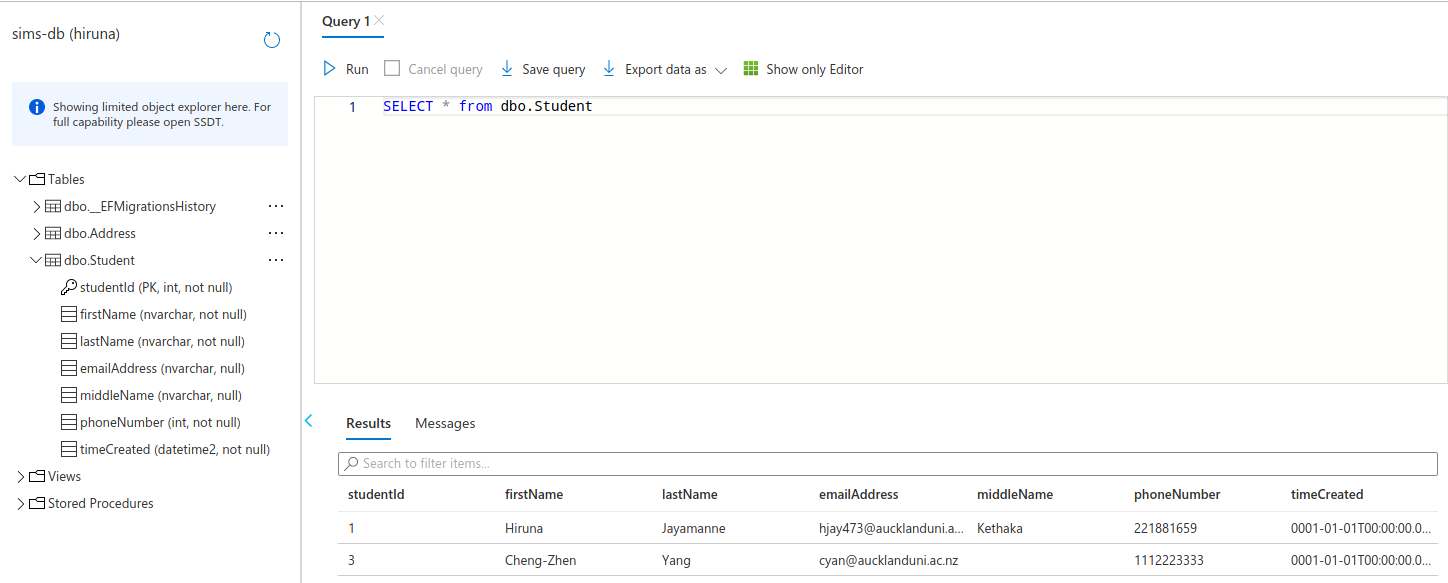 sims-db (hiruna)
Showing limited object explorer here. For
full capability please open SSDT.
Tables
dbo.__EFMigrationsHistory
dbo.Address
dbo.Student
studentId (PK, int, not null)
firstName (nvarchar, not null)
lastName (nvarchar, not null)
emailAddress (nvarchar, null)
middleName (nvarchar, null)
phoneNumber (int, not null)
timeCreated (datetime2, not null)
Views
Stored Procedures
Query 1
Run Cancel query Save query Export data as Show only Editor
1 SELECT * from dbo.Student
Results Messages
Search to filter items...
studentId firstName lastName emailAddress middleName phoneNumber timeCreated
1 Hiruna Jayamanne hjay473@aucklanduni.a... Kethaka 221881659 0001-01-01T00:00:00.0...
3 Cheng-Zhen Yang cyan@aucklanduni.ac.nz 1112223333 0001-01-01T00:00:00.0...